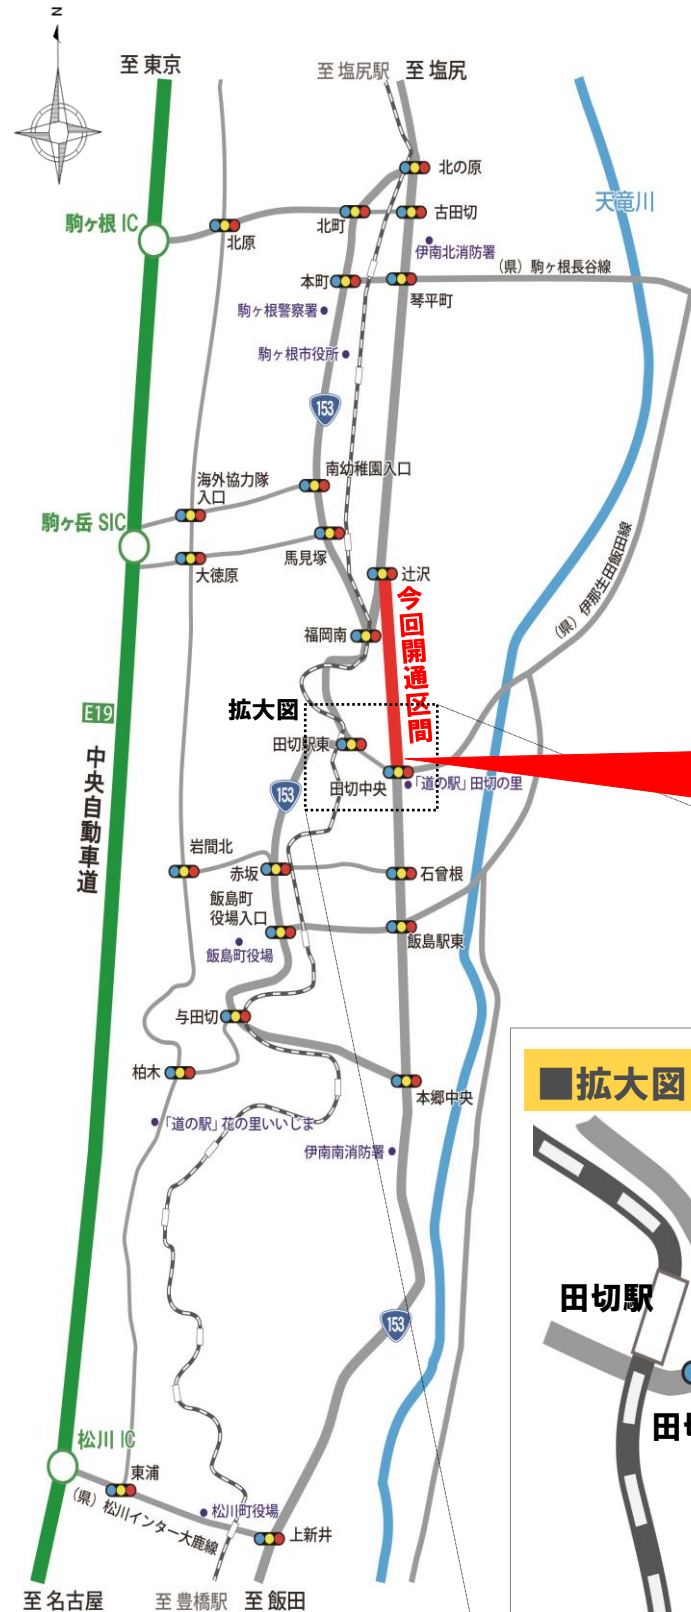 N
至 東京
至 塩尻駅
至 塩尻
北の原
天竜川
駒ヶ根 IC
北原
北町
古田切
伊南北消防署
本町
琴平町
(県)駒ヶ根長谷線
駒ヶ根警察署
駒ヶ根市役所
153
海外協力隊
入口
南幼稚園入口
駒ヶ岳 SIC
大徳原
馬見塚
辻沢
今回開通区間
福岡南
(県)伊那生田飯田線
E19
中央自動車道
拡大図
田切駅東
田切中央
「道の駅」田切の里
153
岩間北
赤坂
石曽根
飯島町
役場入口
飯島町役場
飯島駅東
与田切
柏木
本郷中央
「道の駅」花の里いいじま
伊南南消防署
■拡大図
田切駅
田切
153
松川 IC
東浦
(県)松川インター大鹿線
松川町役場
上新井
至 名古屋
至 豊橋駅
至 飯田